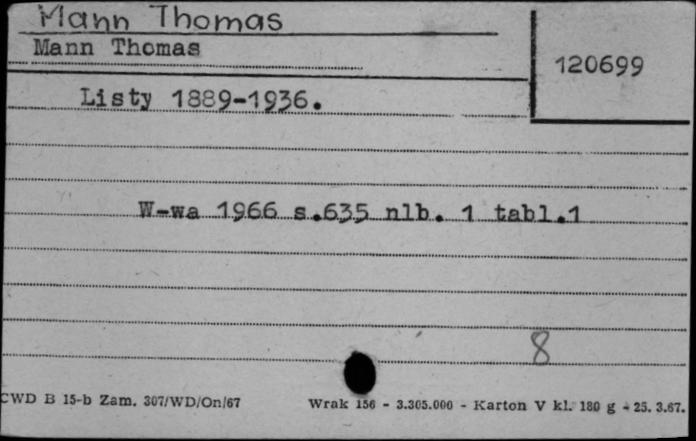 Mann Thomas
Mann Thomas
120699
Listy 1889-1936.
W-wa 1966 s.635 nlb. 1 tabl.1
8
CWD B 15-b Zam. 307/WD/On/67 Wrak 156 - 3.305.000 - Karton V kl. 180 g - 25. 3.67.